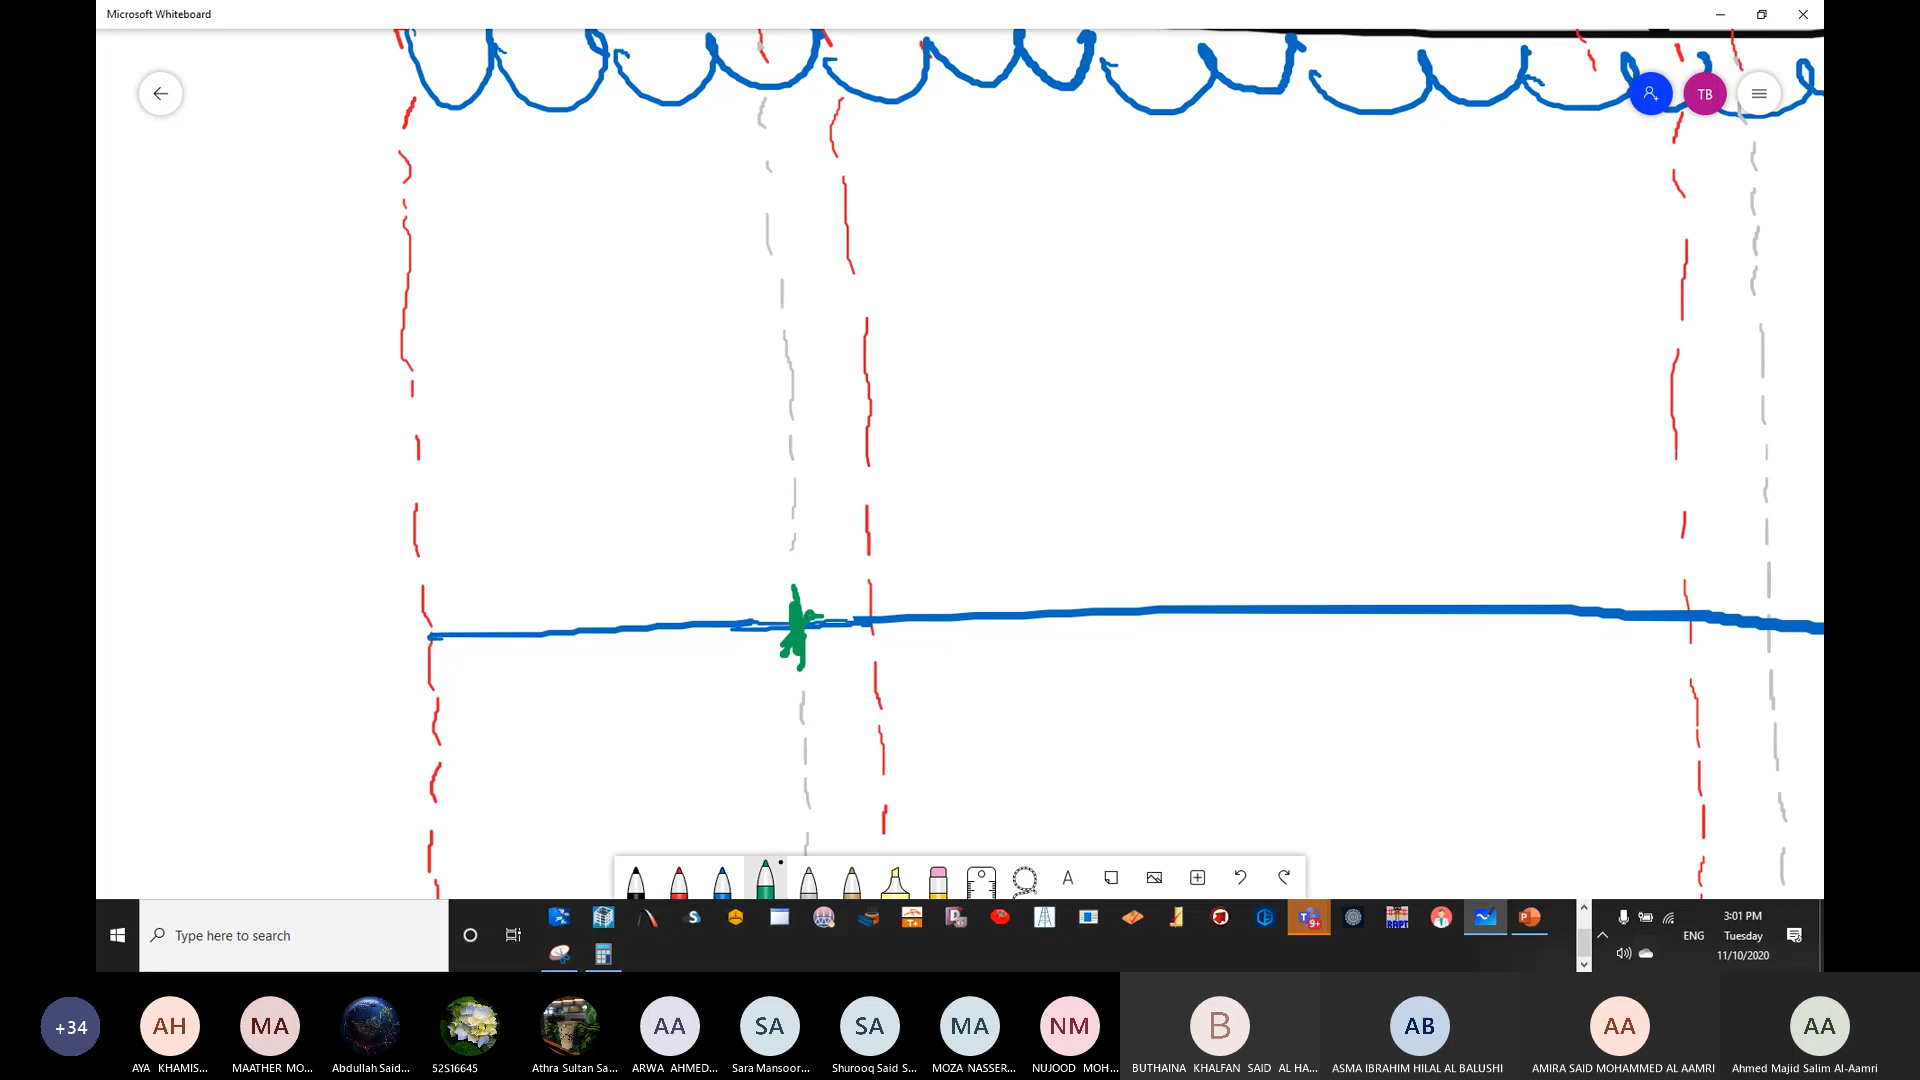 Microsoft Whiteboard
TB
A
Type here to search
T+
9+
RBPT
P
ENG
3:01 PM
Tuesday
11/10/2020
+34
AH
MA
AA
SA
SA
MA
NM
B
AB
AA
AA
AYA KHAMIS...
MAATHER MO...
Abdullah Said...
52S16645
Athra Sultan Sa...
ARWA AHMED...
Sara Mansoor...
Shurooq Said S...
MOZA NASSER...
NUJOOD MOH...
BUTHAINA KHALFAN SAID AL HA...
ASMA IBRAHIM HILAL AL BALUSHI
AMIRA SAID MOHAMMED AL AAMRI
Ahmed Majid Salim Al-Aamri